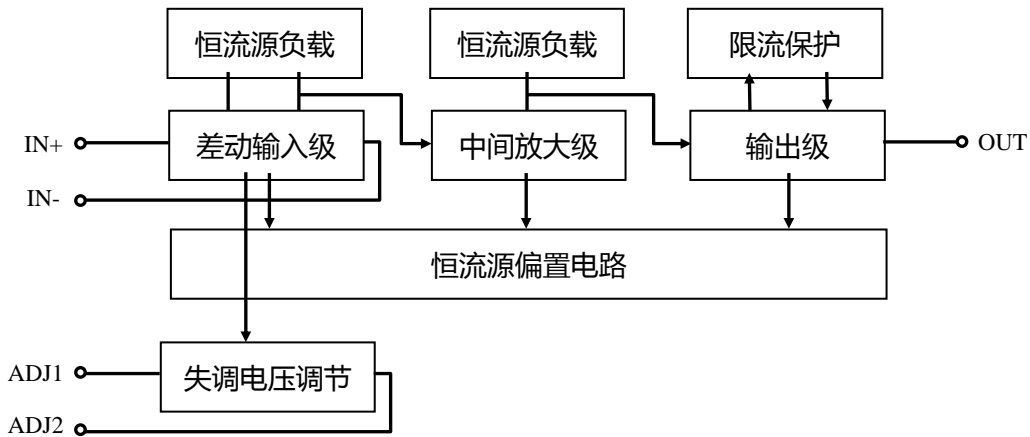 恒流源负载
恒流源负载
限流保护
IN+
差动输入级
中间放大级
输出级
OUT
IN-
恒流源偏置电路
ADJ1
失调电压调节
ADJ2